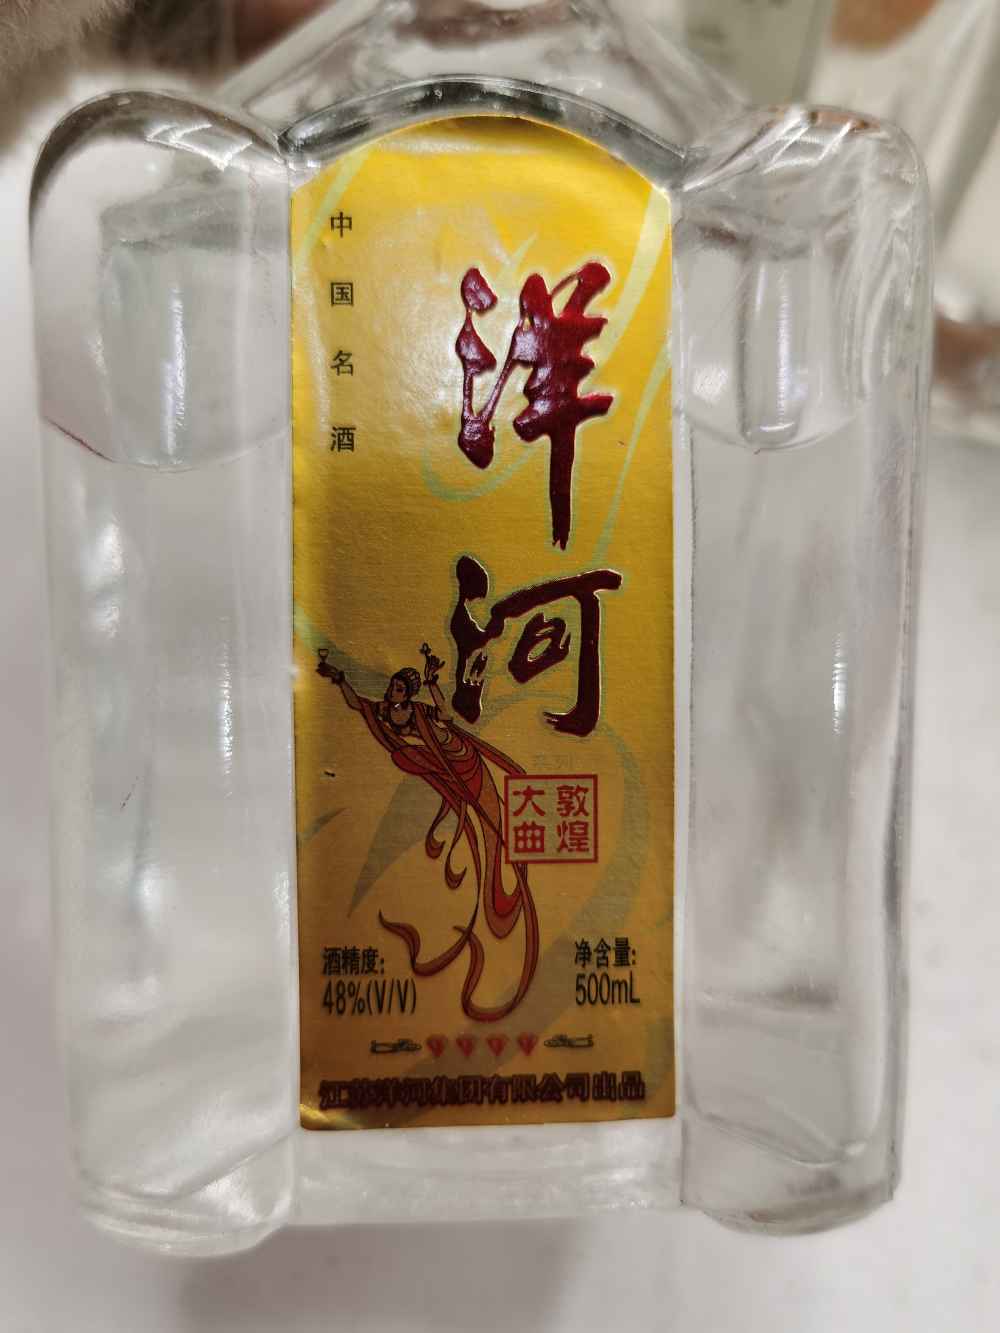 中国名酒
洋河
系列
敦煌
大曲
酒精度:
48%(V/V)
净含量:
500mL
江苏洋河集团有限公司出品